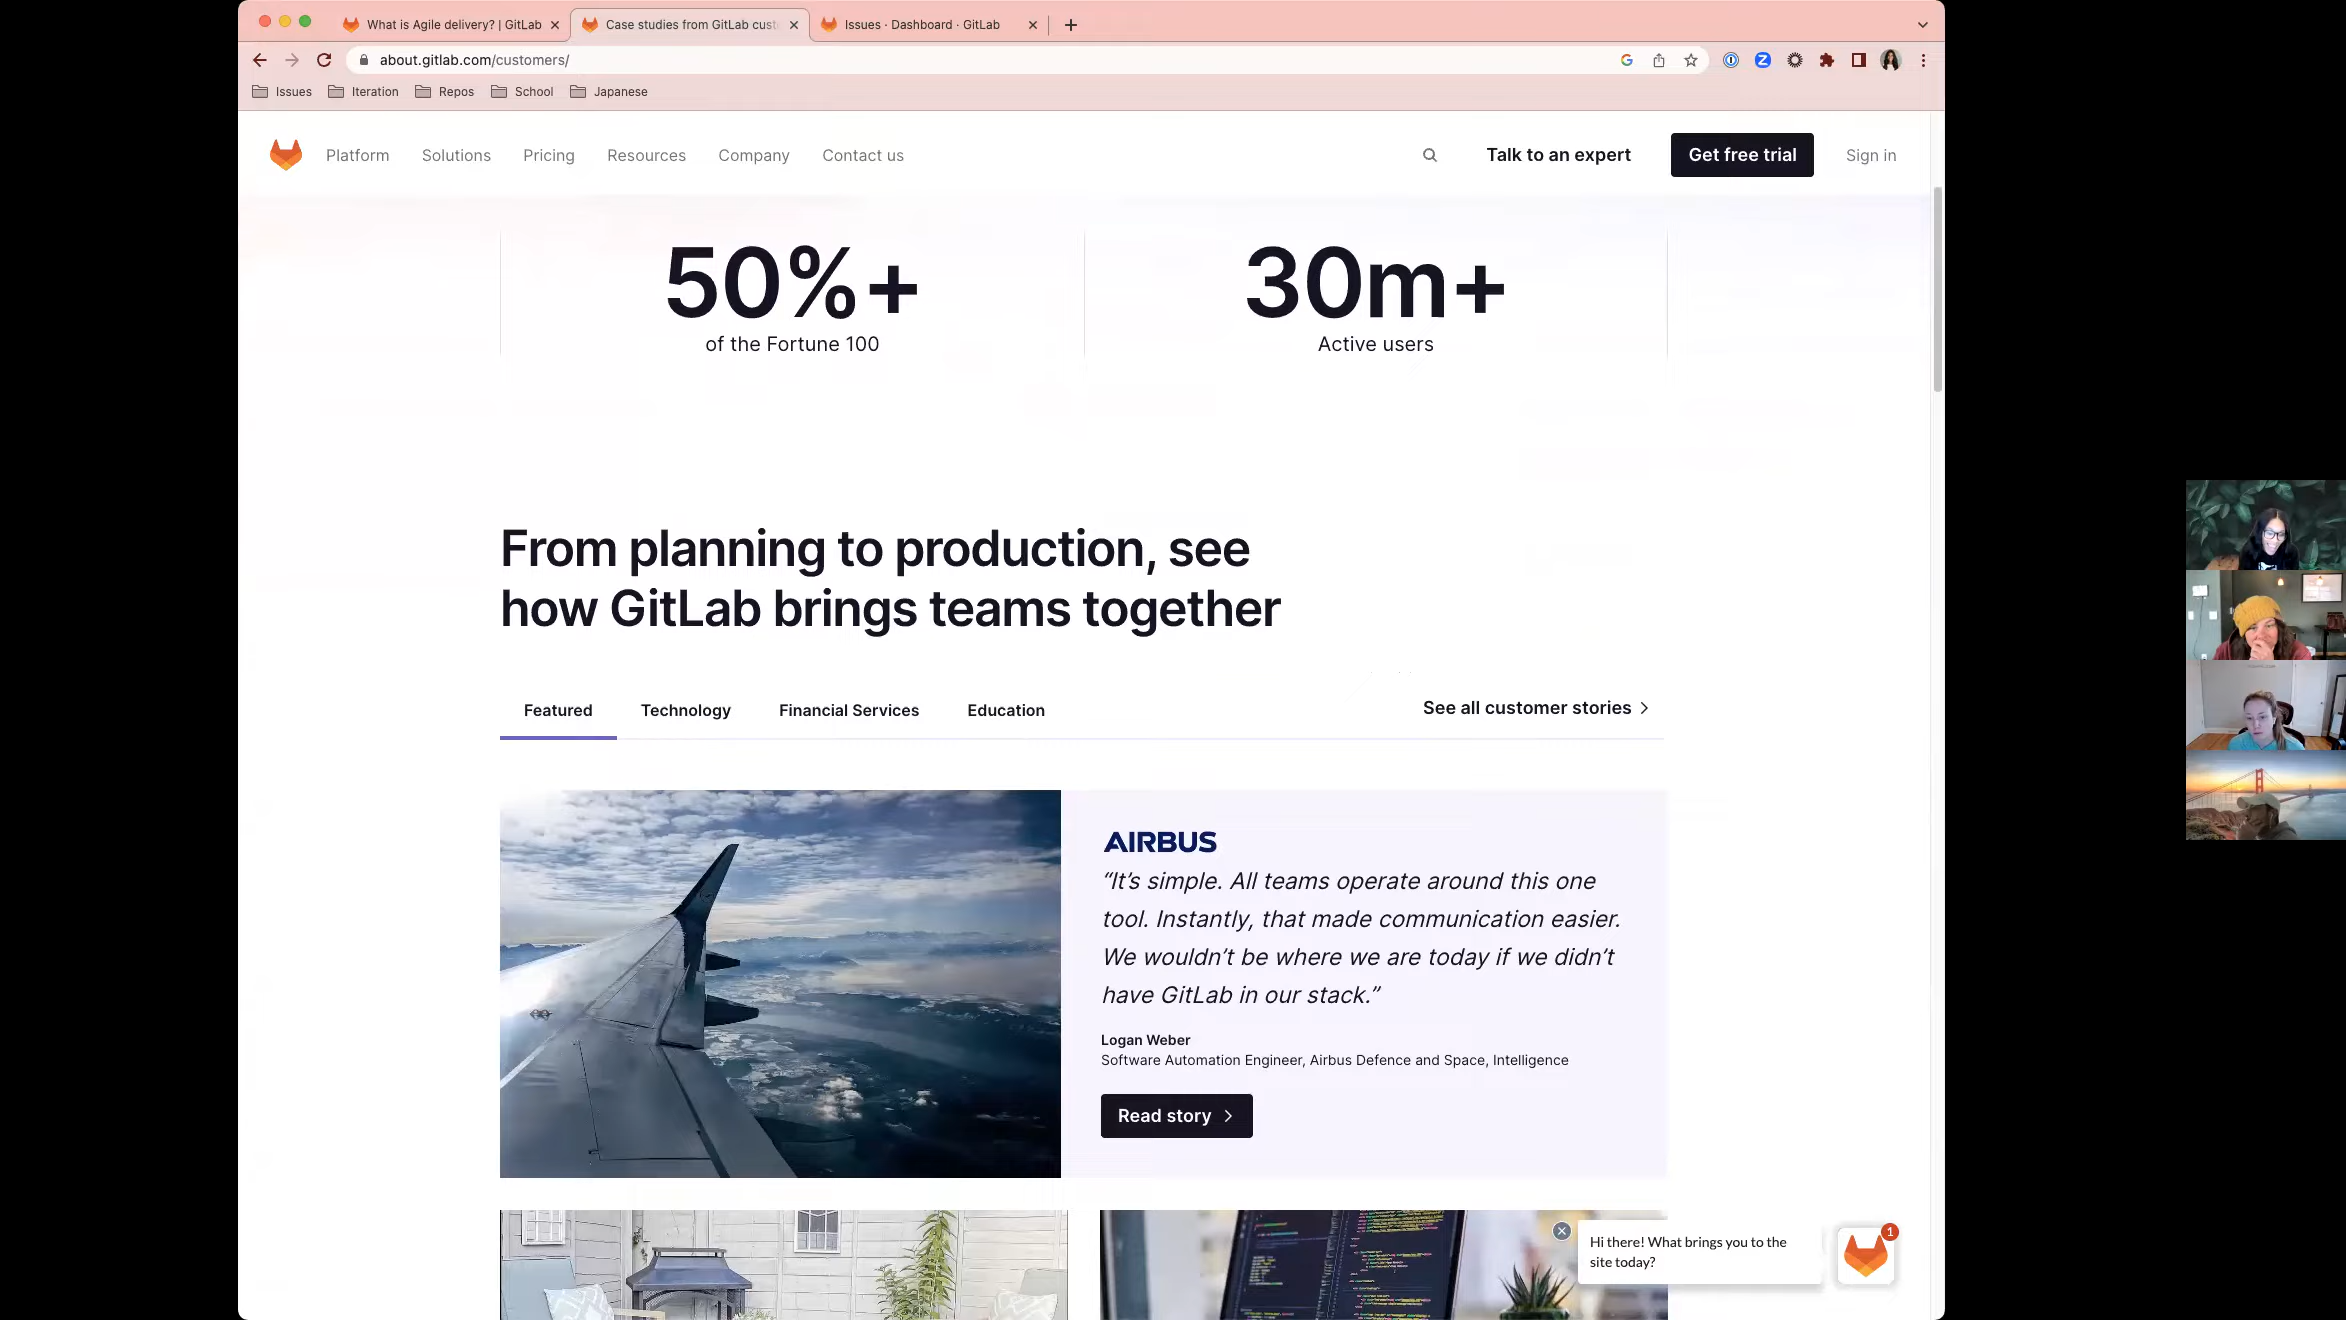 What is Agile delivery? | GitLab
Case studies from GitLab cust
Issues · Dashboard · GitLab
about.gitlab.com/customers/
Issues
Iteration
Repos
School
Japanese
Platform
Solutions
Pricing
Resources
Company
Contact us
Talk to an expert
Get free trial
Sign in
50%+
of the Fortune 100
30m+
Active users
From planning to production, see
how GitLab brings teams together
Featured
Technology
Financial Services
Education
See all customer stories
AIRBUS
“It’s simple. All teams operate around this one
tool. Instantly, that made communication easier.
We wouldn’t be where we are today if we didn’t
have GitLab in our stack.”
Logan Weber
Software Automation Engineer, Airbus Defence and Space, Intelligence
Read story
Hi there! What brings you to the
site today?
1